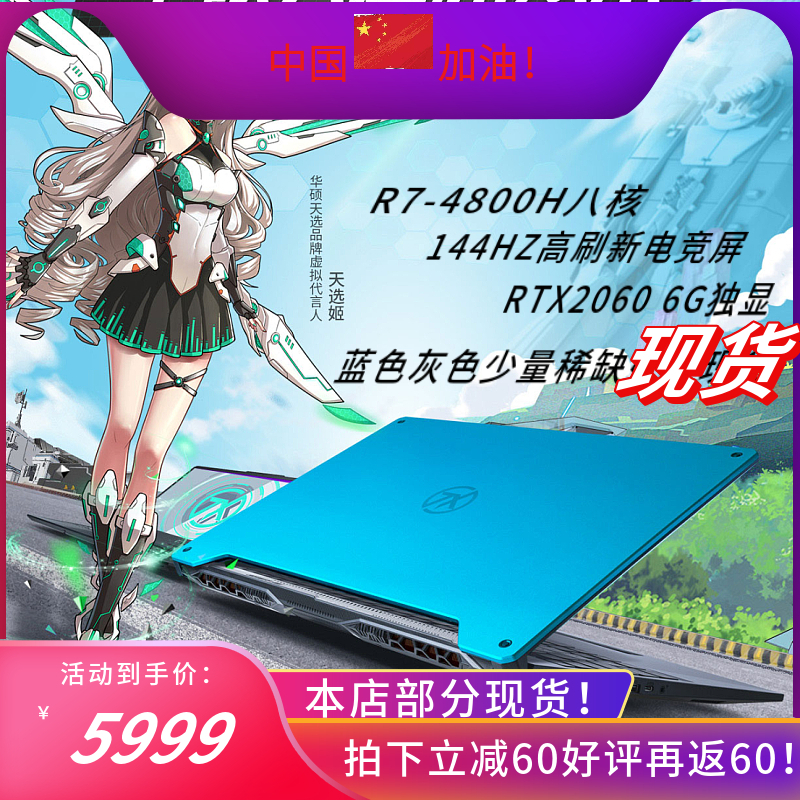 中国加油！
R7-4800H八核
144HZ高刷新电竞屏
RTX2060 6G独显
蓝色灰色少量稀缺
现货
华硕天选品牌虚拟代言人
天选姬
活动到手价：
¥ 5999
本店部分现货！
拍下立减60好评再返60！